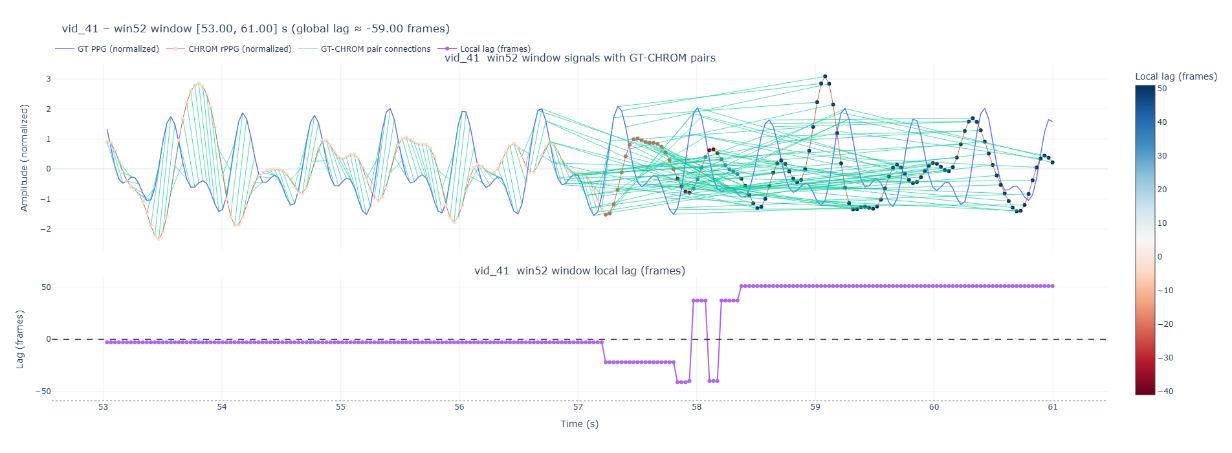 vid_41 – win52 window [53.00, 61.00] s (global lag ≈ -59.00 frames)
GT PPG (normalized) CHROM rPPG (normalized) GT-CHROM pair connections Local lag (frames)
vid_41 win52 window signals with GT-CHROM pairs
Local lag (frames)
Amplitude (normalized)
3
2
1
0
−1
−2
50
40
30
20
10
0
−10
−20
−30
−40
vid_41 win52 window local lag (frames)
Lag (frames)
50
0
−50
53 54 55 56 57 58 59 60 61
Time (s)